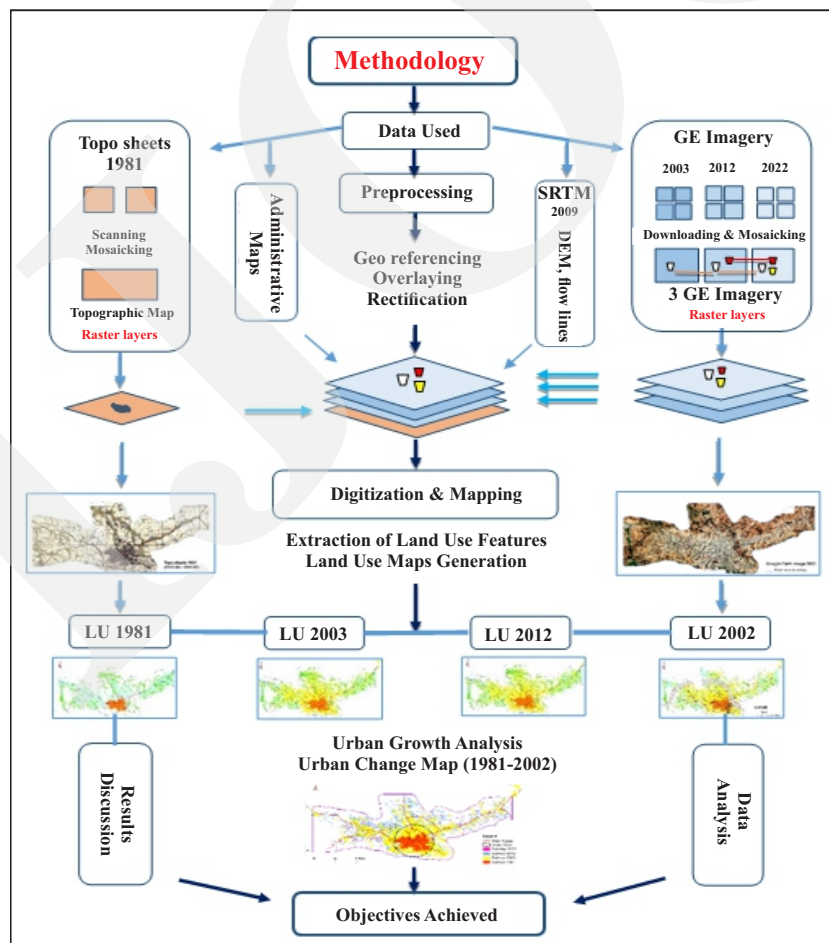 Methodology
Data Used
Topo sheets
1981
Scanning
Mosaicking
Topographic Map
Raster layers
Administrative
Maps
Preprocessing
Geo referencing
Overlaying
Rectification
SRTM
2009
DEM, flow lines
GE Imagery
2003 2012 2022
Downloading & Mosaicking
3 GE Imagery
Raster layers
Digitization & Mapping
Extraction of Land Use Features
Land Use Maps Generation
LU 1981
LU 2003
LU 2012
LU 2002
Urban Growth Analysis
Urban Change Map (1981-2002)
Results
Discussion
Data
Analysis
Objectives Achieved